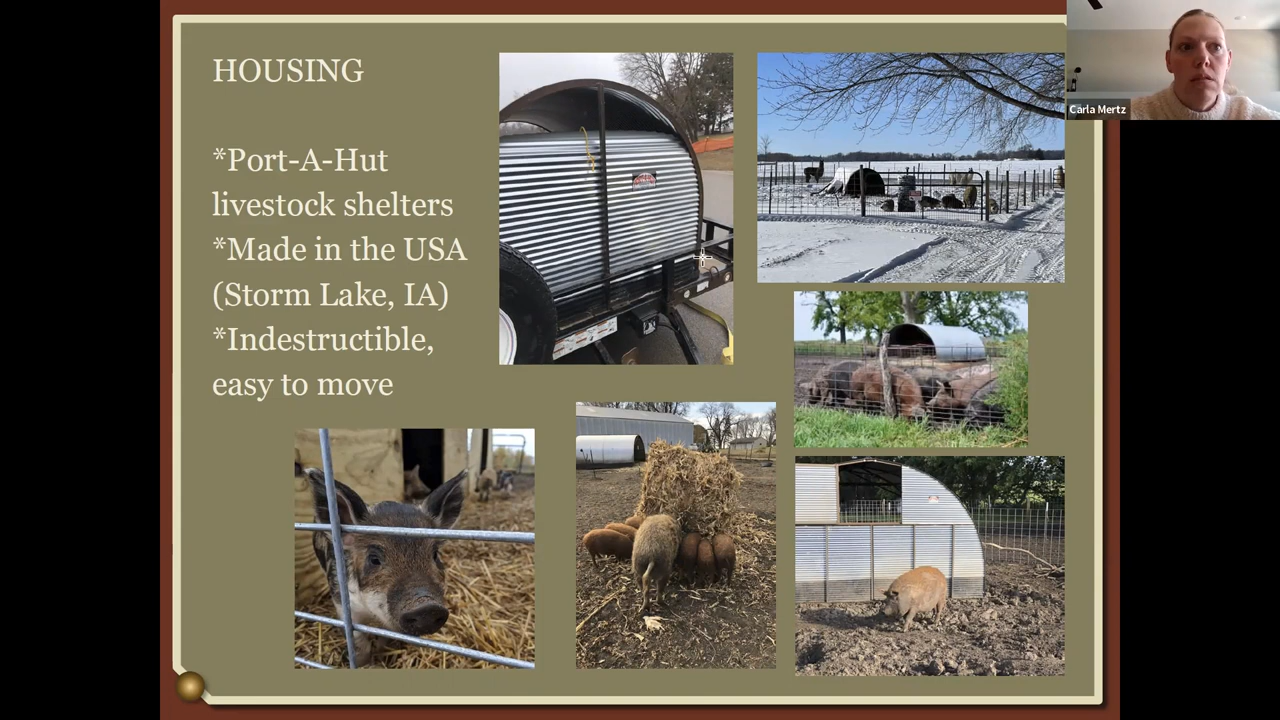 HOUSING
*Port-A-Hut
livestock shelters
*Made in the USA
(Storm Lake, IA)
*Indestructible,
easy to move
Carla Mertz